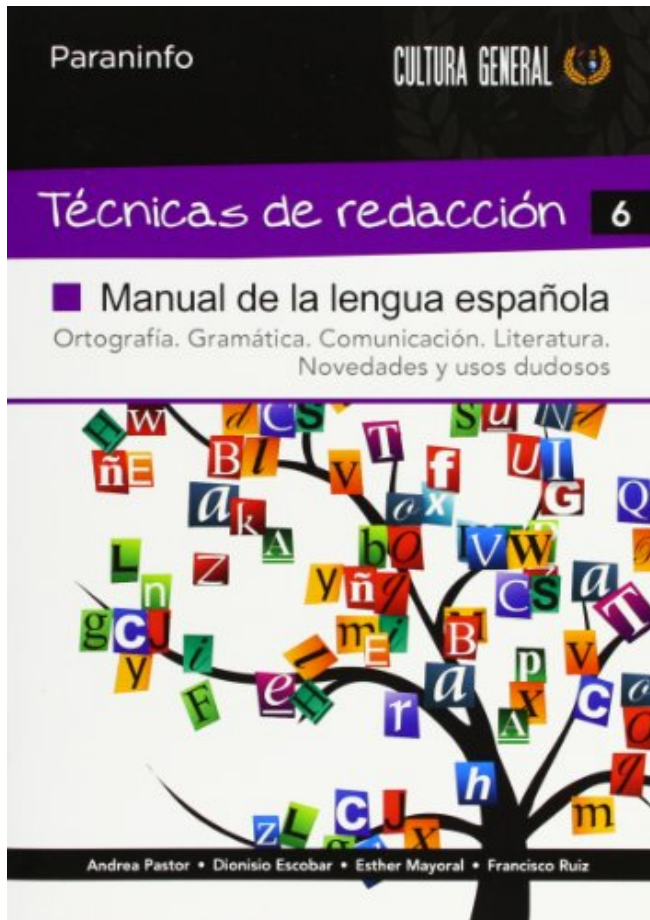 Paraninfo
CULTURA GENERAL
Técnicas de redacción 6
Manual de la lengua española
Ortografía. Gramática. Comunicación. Literatura.
Novedades y usos dudosos
Andrea Pastor • Dionisio Escobar • Esther Mayoral • Francisco Ruiz